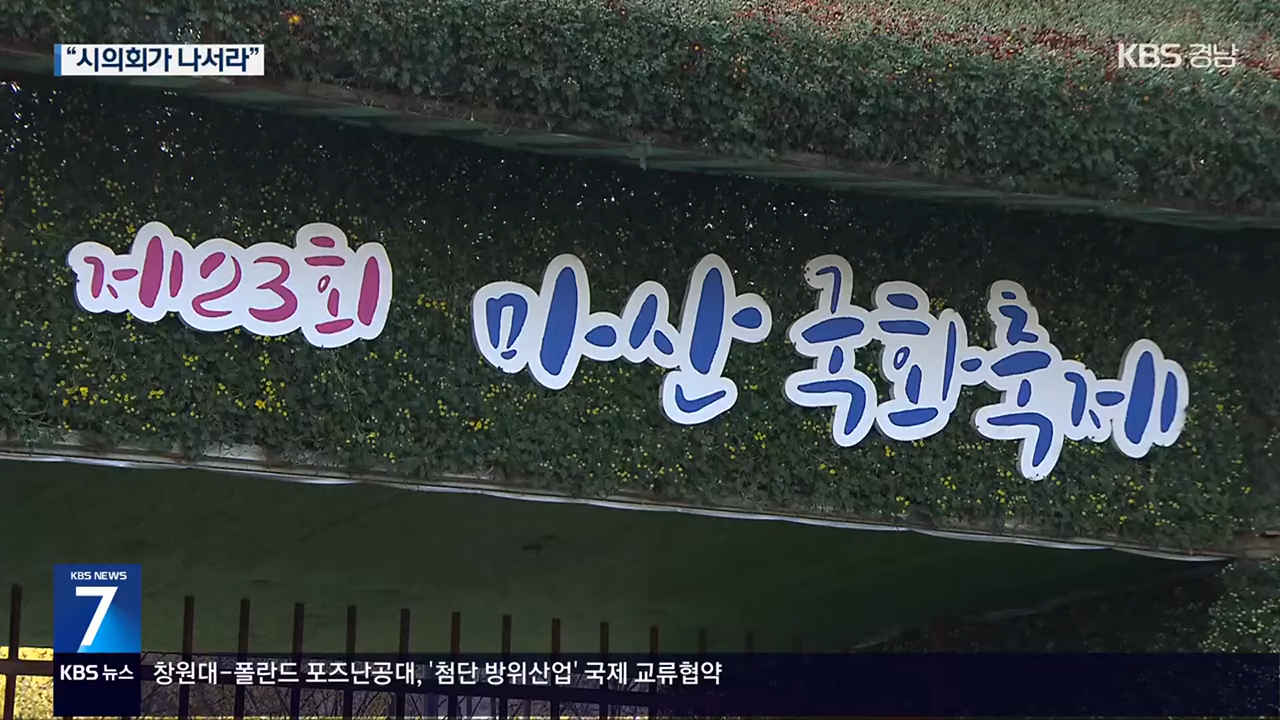 “시의회가 나서라”
KBS 경남
제23회 마산 국화축제
KBS NEWS
7
KBS 뉴스
창원대-폴란드 포즈난공대, '첨단 방위산업' 국제 교류협약